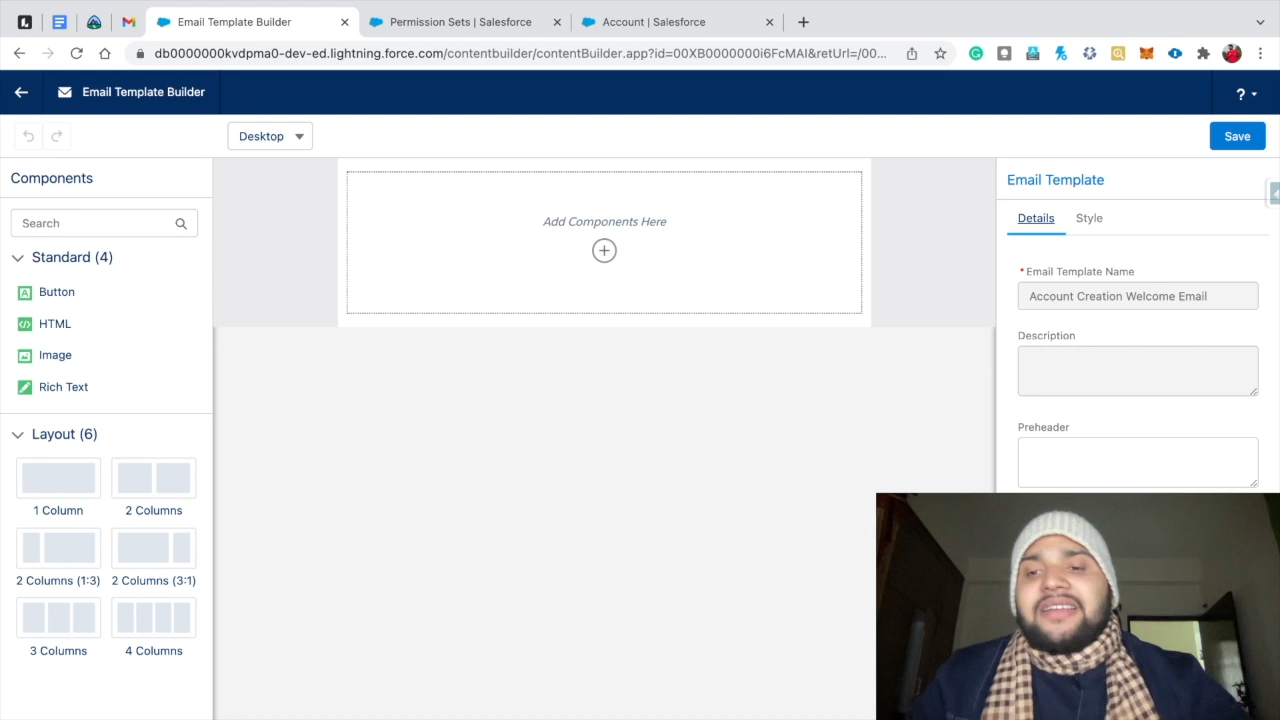 Email Template Builder
Permission Sets | Salesforce
Account | Salesforce
db0000000kvdpma0-dev-ed.lightning.force.com/contentbuilder/contentBuilder.app?id=00XB0000000i6FcMAI&retUrl=/00...
Email Template Builder
?
Desktop
Save
Components
Search
Standard (4)
Button
HTML
Image
Rich Text
Layout (6)
1 Column
2 Columns
2 Columns (1:3)
2 Columns (3:1)
3 Columns
4 Columns
Add Components Here
Email Template
Details
Style
* Email Template Name
Account Creation Welcome Email
Description
Preheader